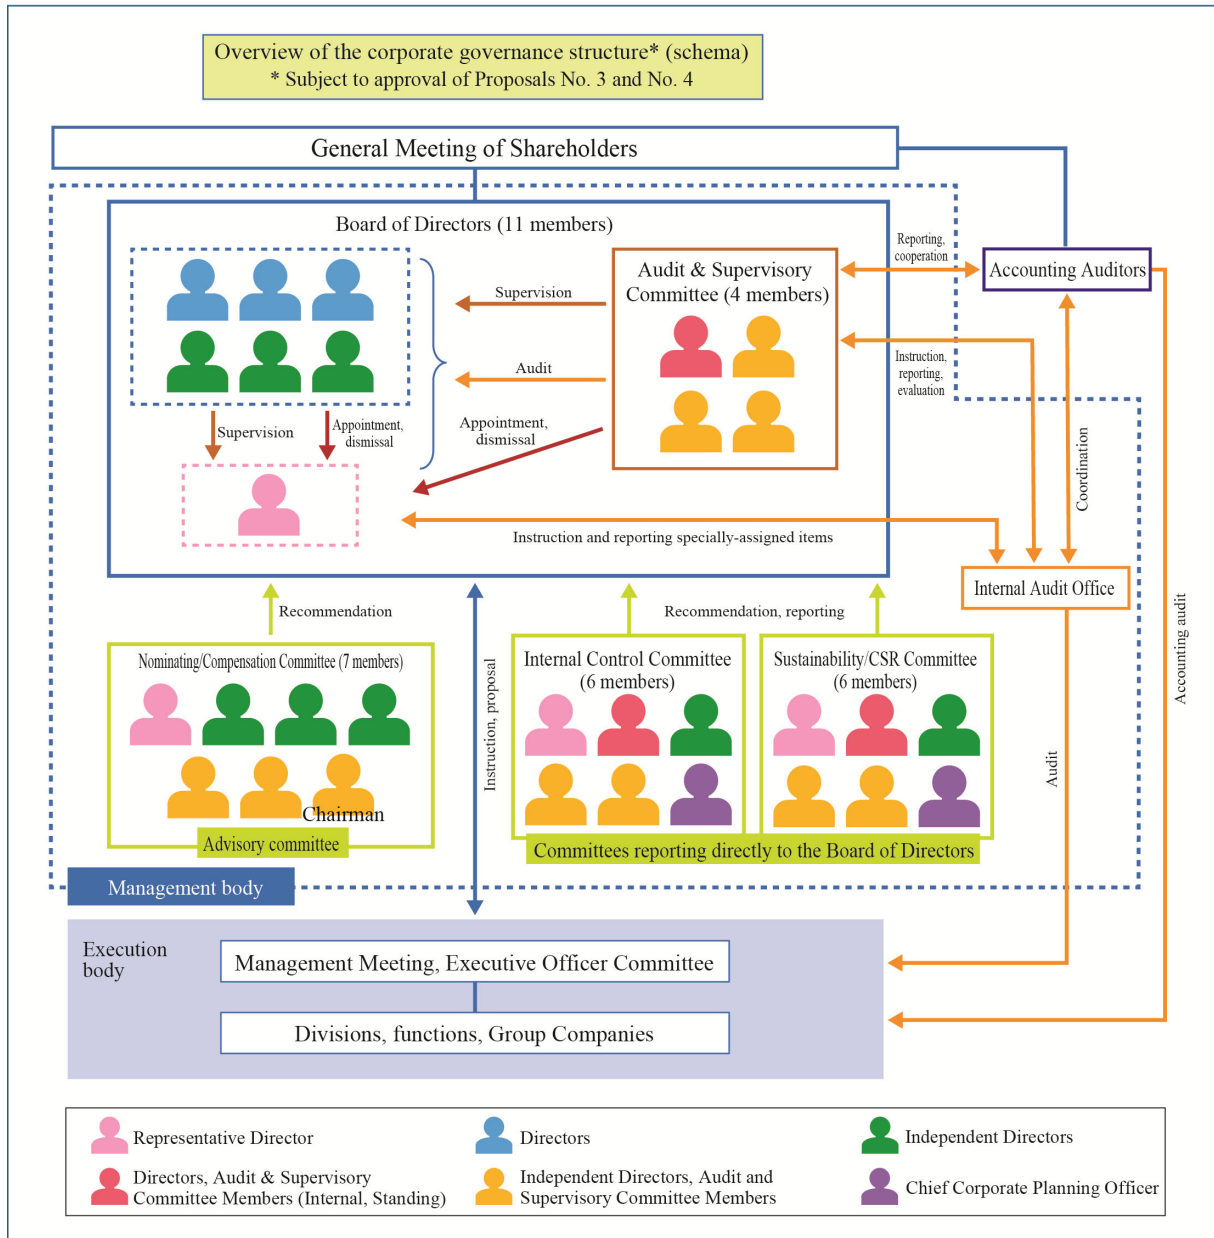 Overview of the corporate governance structure* (schema)
* Subject to approval of Proposals No. 3 and No. 4
General Meeting of Shareholders
Board of Directors (11 members)
Audit & Supervisory
Committee (4 members)
Reporting,
cooperation
Accounting Auditors
Supervision
Audit
Instruction,
reporting,
evaluation
Supervision
Appointment,
dismissal
Appointment,
dismissal
Coordination
Instruction and reporting specially-assigned items
Internal Audit Office
Recommendation
Recommendation, reporting
Accounting audit
Nominating/Compensation Committee (7 members)
Chairman
Advisory committee
Instruction, proposal
Internal Control Committee
(6 members)
Sustainability/CSR Committee
(6 members)
Committees reporting directly to the Board of Directors
Audit
Management body
Execution
body
Management Meeting, Executive Officer Committee
Divisions, functions, Group Companies
Representative Director
Directors
Independent Directors
Directors, Audit & Supervisory
Committee Members (Internal, Standing)
Independent Directors, Audit and
Supervisory Committee Members
Chief Corporate Planning Officer